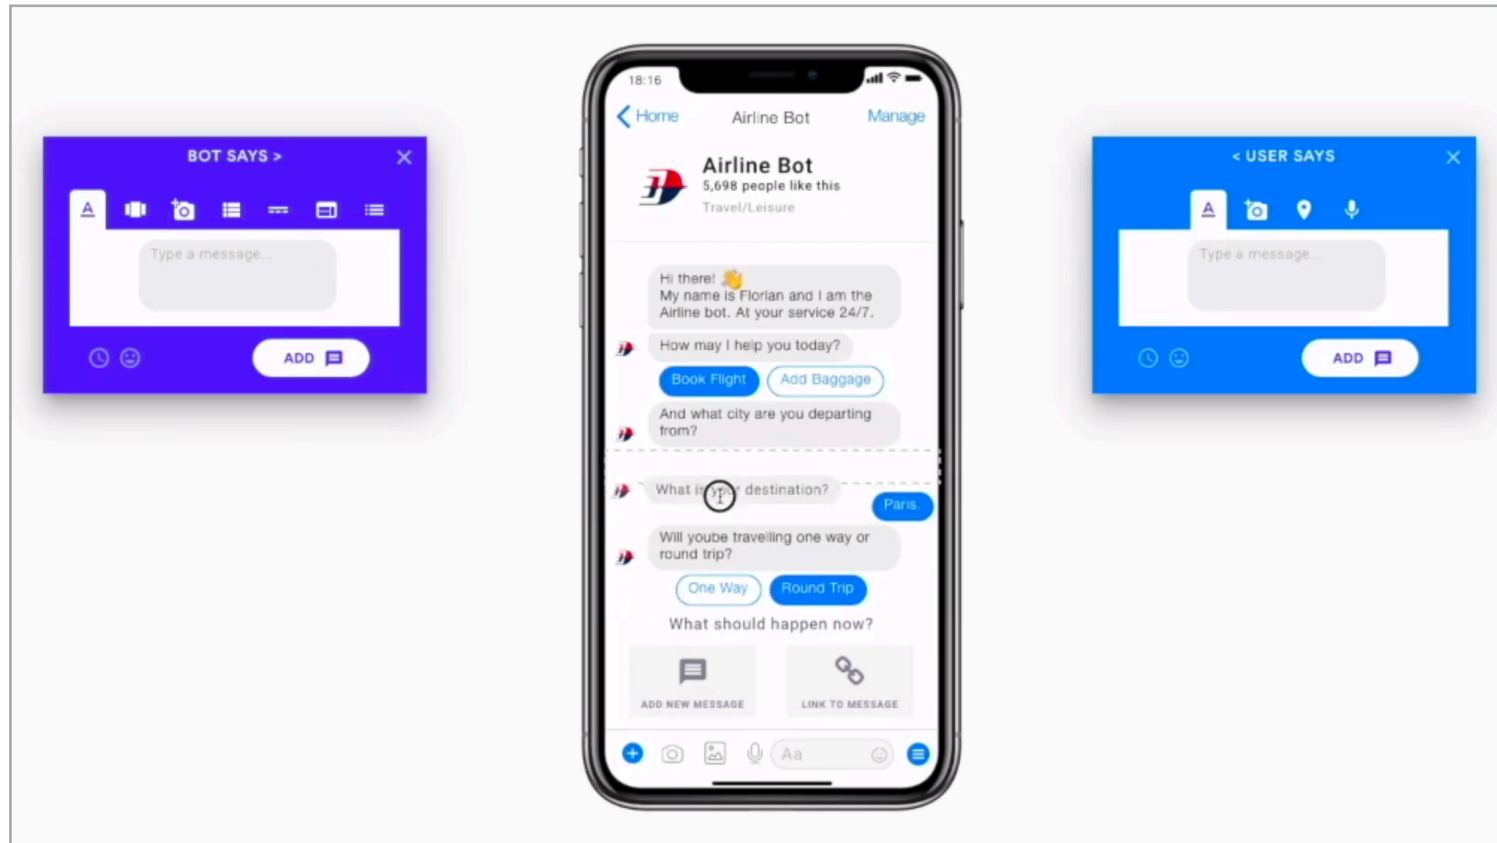 BOT SAYS >
Type a message...
ADD
18:16
Home
Airline Bot
Manage
Airline Bot
5,698 people like this
Travel/Leisure
Hi there! 👋
My name is Florian and I am the
Airline bot. At your service 24/7.
How may I help you today?
Book Flight
Add Baggage
And what city are you departing
from?
What is your destination?
Paris.
Will yoube travelling one way or
round trip?
One Way
Round Trip
What should happen now?
ADD NEW MESSAGE
LINK TO MESSAGE
Aa
< USER SAYS
Type a message...
ADD